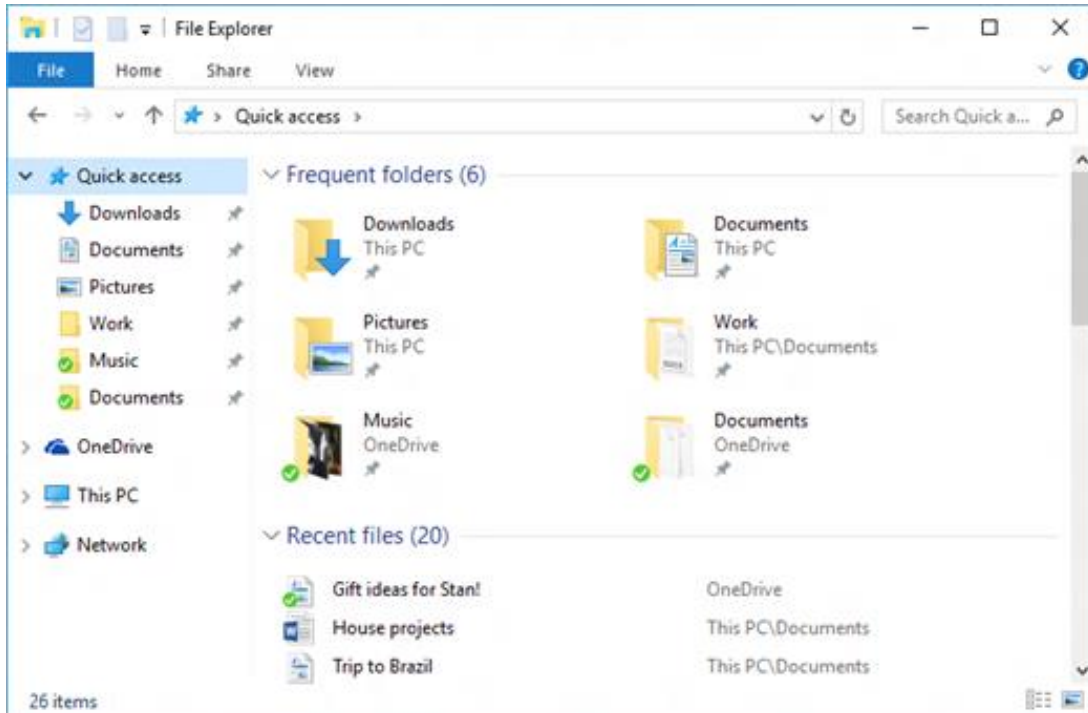 File Explorer
File Home Share View
Quick access
Search Quick a...
Quick access
Downloads
Documents
Pictures
Work
Music
Documents
OneDrive
This PC
Network
Frequent folders (6)
Downloads
This PC
Documents
This PC
Pictures
This PC
Work
This PC\Documents
Music
OneDrive
Documents
OneDrive
Recent files (20)
Gift ideas for Stan! OneDrive
House projects This PC\Documents
Trip to Brazil This PC\Documents
26 items